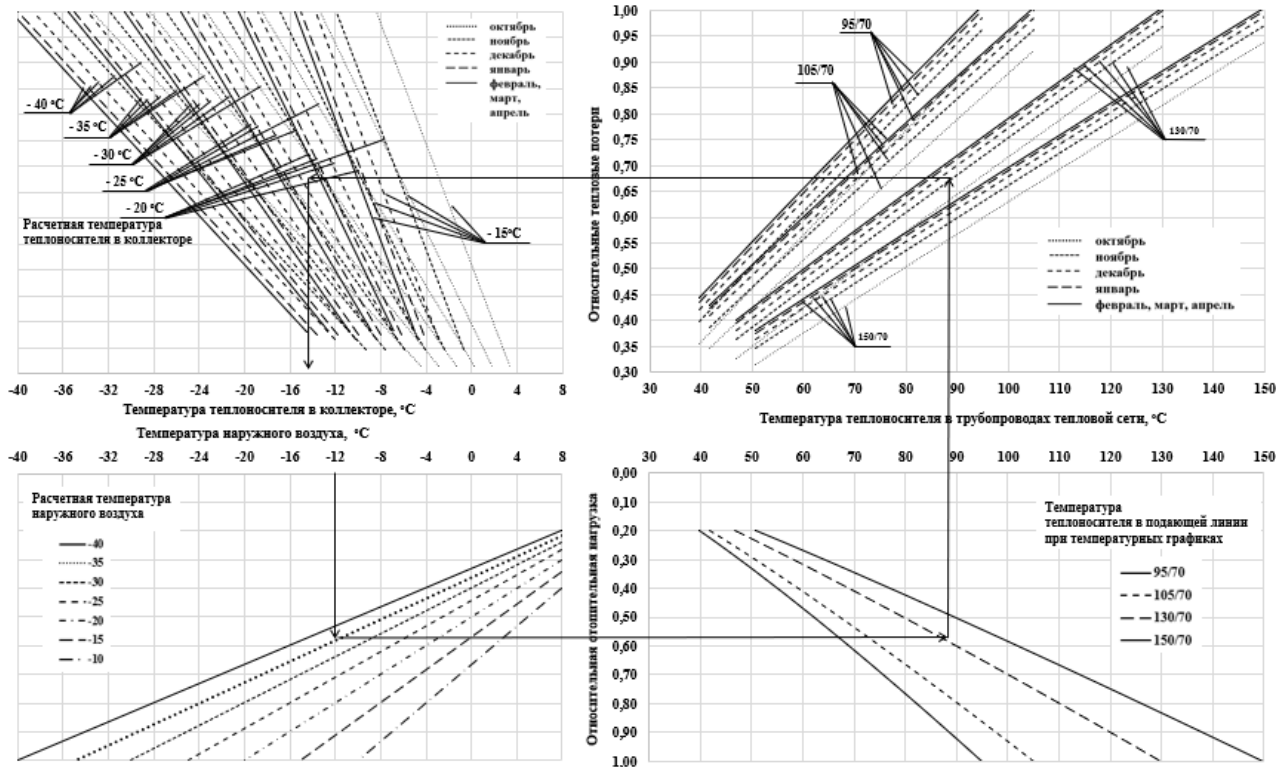 октябрь
ноябрь
декабрь
январь
февраль,
март,
апрель
- 40 °C
- 35 °C
- 30 °C
- 25 °C
- 20 °C
- 15°C
Расчетная температура
теплоносителя в коллекторе
-40 -36 -32 -28 -24 -20 -16 -12 -8 -4 0 4 8
Температура теплоносителя в коллекторе, °C
Относительные тепловые потери
1,00
0,95
0,90
0,85
0,80
0,75
0,70
0,65
0,60
0,55
0,50
0,45
0,40
0,35
0,30
95/70
105/70
130/70
150/70
октябрь
ноябрь
декабрь
январь
февраль, март, апрель
30 40 50 60 70 80 90 100 110 120 130 140 150
Температура теплоносителя в трубопроводах тепловой сети, °C
Температура наружного воздуха, °C
-40 -36 -32 -28 -24 -20 -16 -12 -8 -4 0 4 8
Расчетная температура
наружного воздуха
-40
-35
-30
-25
-20
-15
-10
30 40 50 60 70 80 90 100 110 120 130 140 150
Относительная отопительная нагрузка
0,00
0,10
0,20
0,30
0,40
0,50
0,60
0,70
0,80
0,90
1,00
Температура
теплоносителя в подающей линии
при температурных графиках
95/70
105/70
130/70
150/70